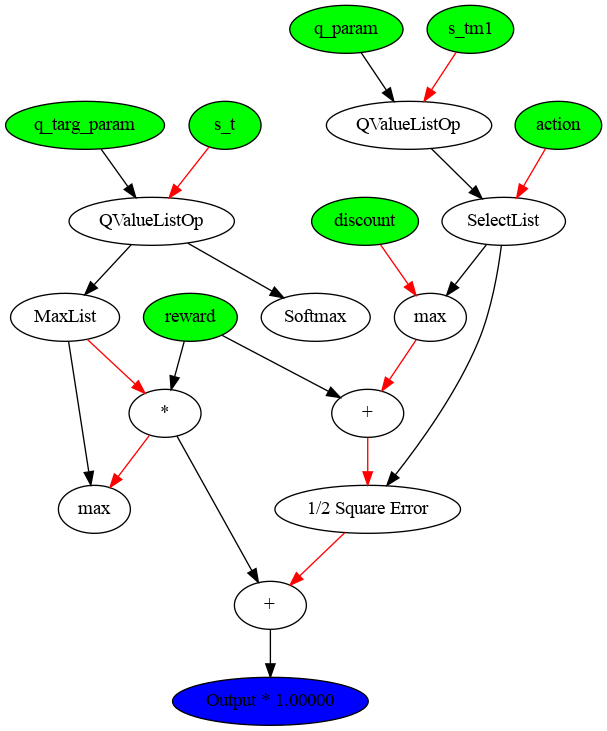 q_param
s_tm1
q_targ_param
s_t
QValueListOp
action
QValueListOp
discount
SelectList
MaxList
reward
Softmax
max
*
+
max
1/2 Square Error
+
Output * 1.00000